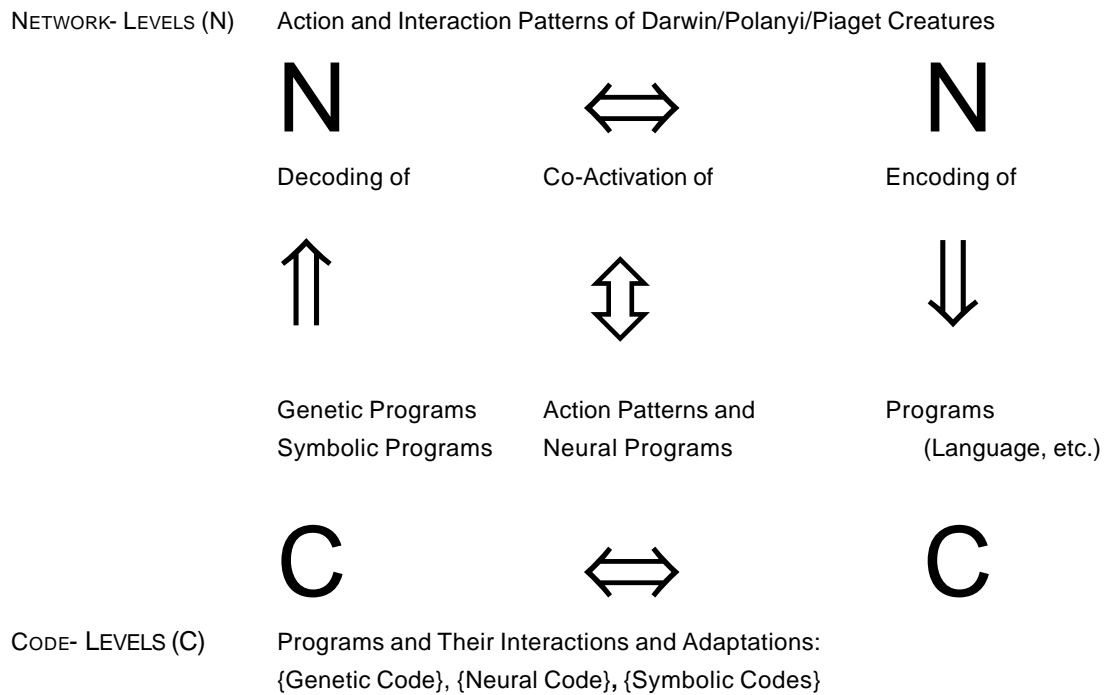 NETWORK- LEVELS (N) Action and Interaction Patterns of Darwin/Polanyi/Piaget Creatures
N N
Decoding of Co-Activation of Encoding of
Genetic Programs Action Patterns and Programs
Symbolic Programs Neural Programs (Language, etc.)
C C
CODE- LEVELS (C) Programs and Their Interactions and Adaptations:
{Genetic Code}, {Neural Code}, {Symbolic Codes}